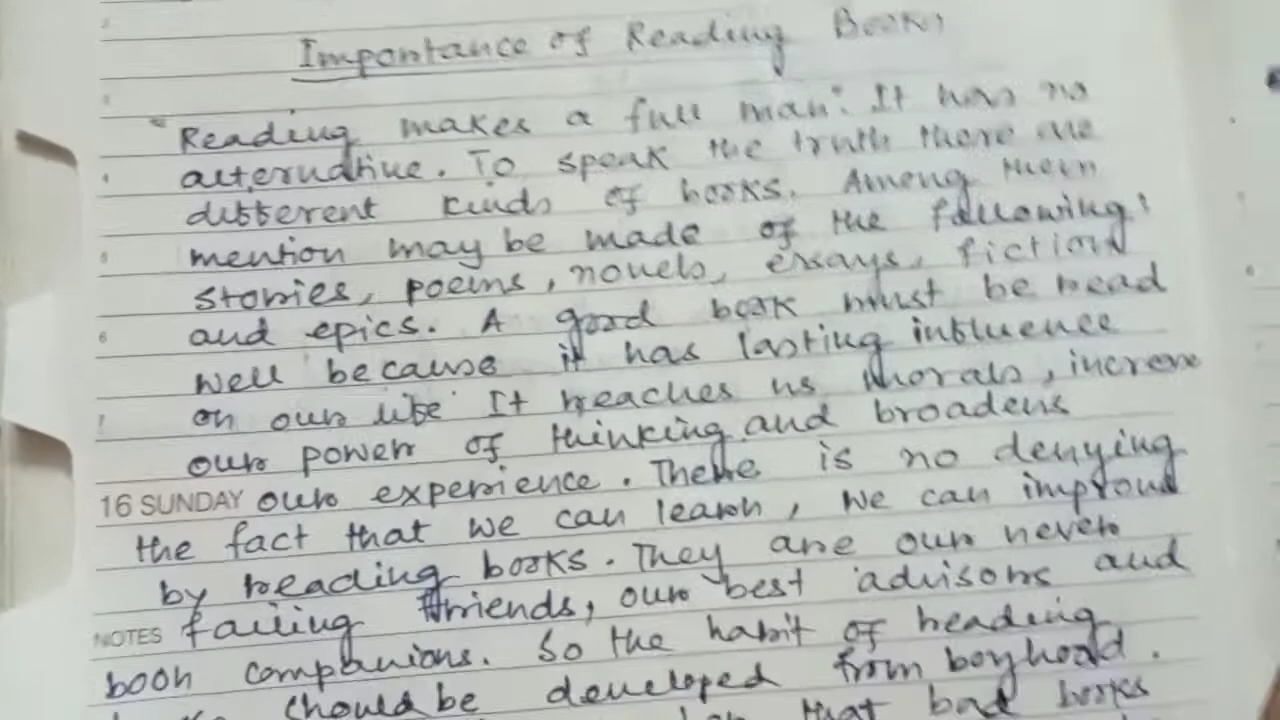 Importance of Reading Books
"Reading makes a full man". It has no
alternative. To speak the truth there are
different kinds of books. Among them
mention may be made of the following:
stories, poems, novels, essays, fiction
and epics. A good book must be read
well because it has lasting influence
on our life It teaches us morals, increase
our power of thinking and broadens
16 SUNDAY our experience. There is no denying
the fact that we can learn, we can improve
by reading books. They are our never
NOTES failing friends, our best advisors and
boon companions. So the habit of reading
should be developed from boyhood.
that bad books